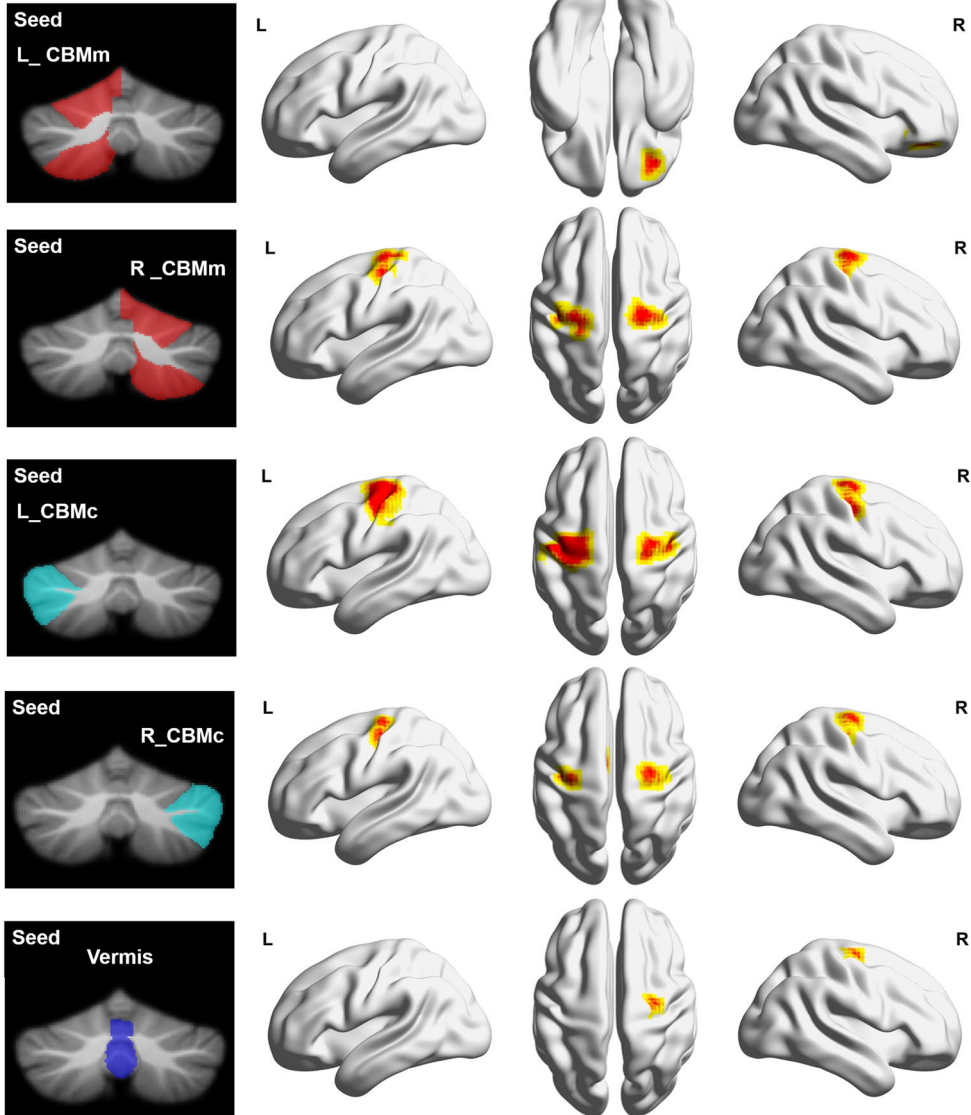 Seed
L_ CBMm
L
R
Seed
R _CBMm
L
R
Seed
L_CBMc
L
R
Seed
R_CBMc
L
R
Seed
Vermis
L
R